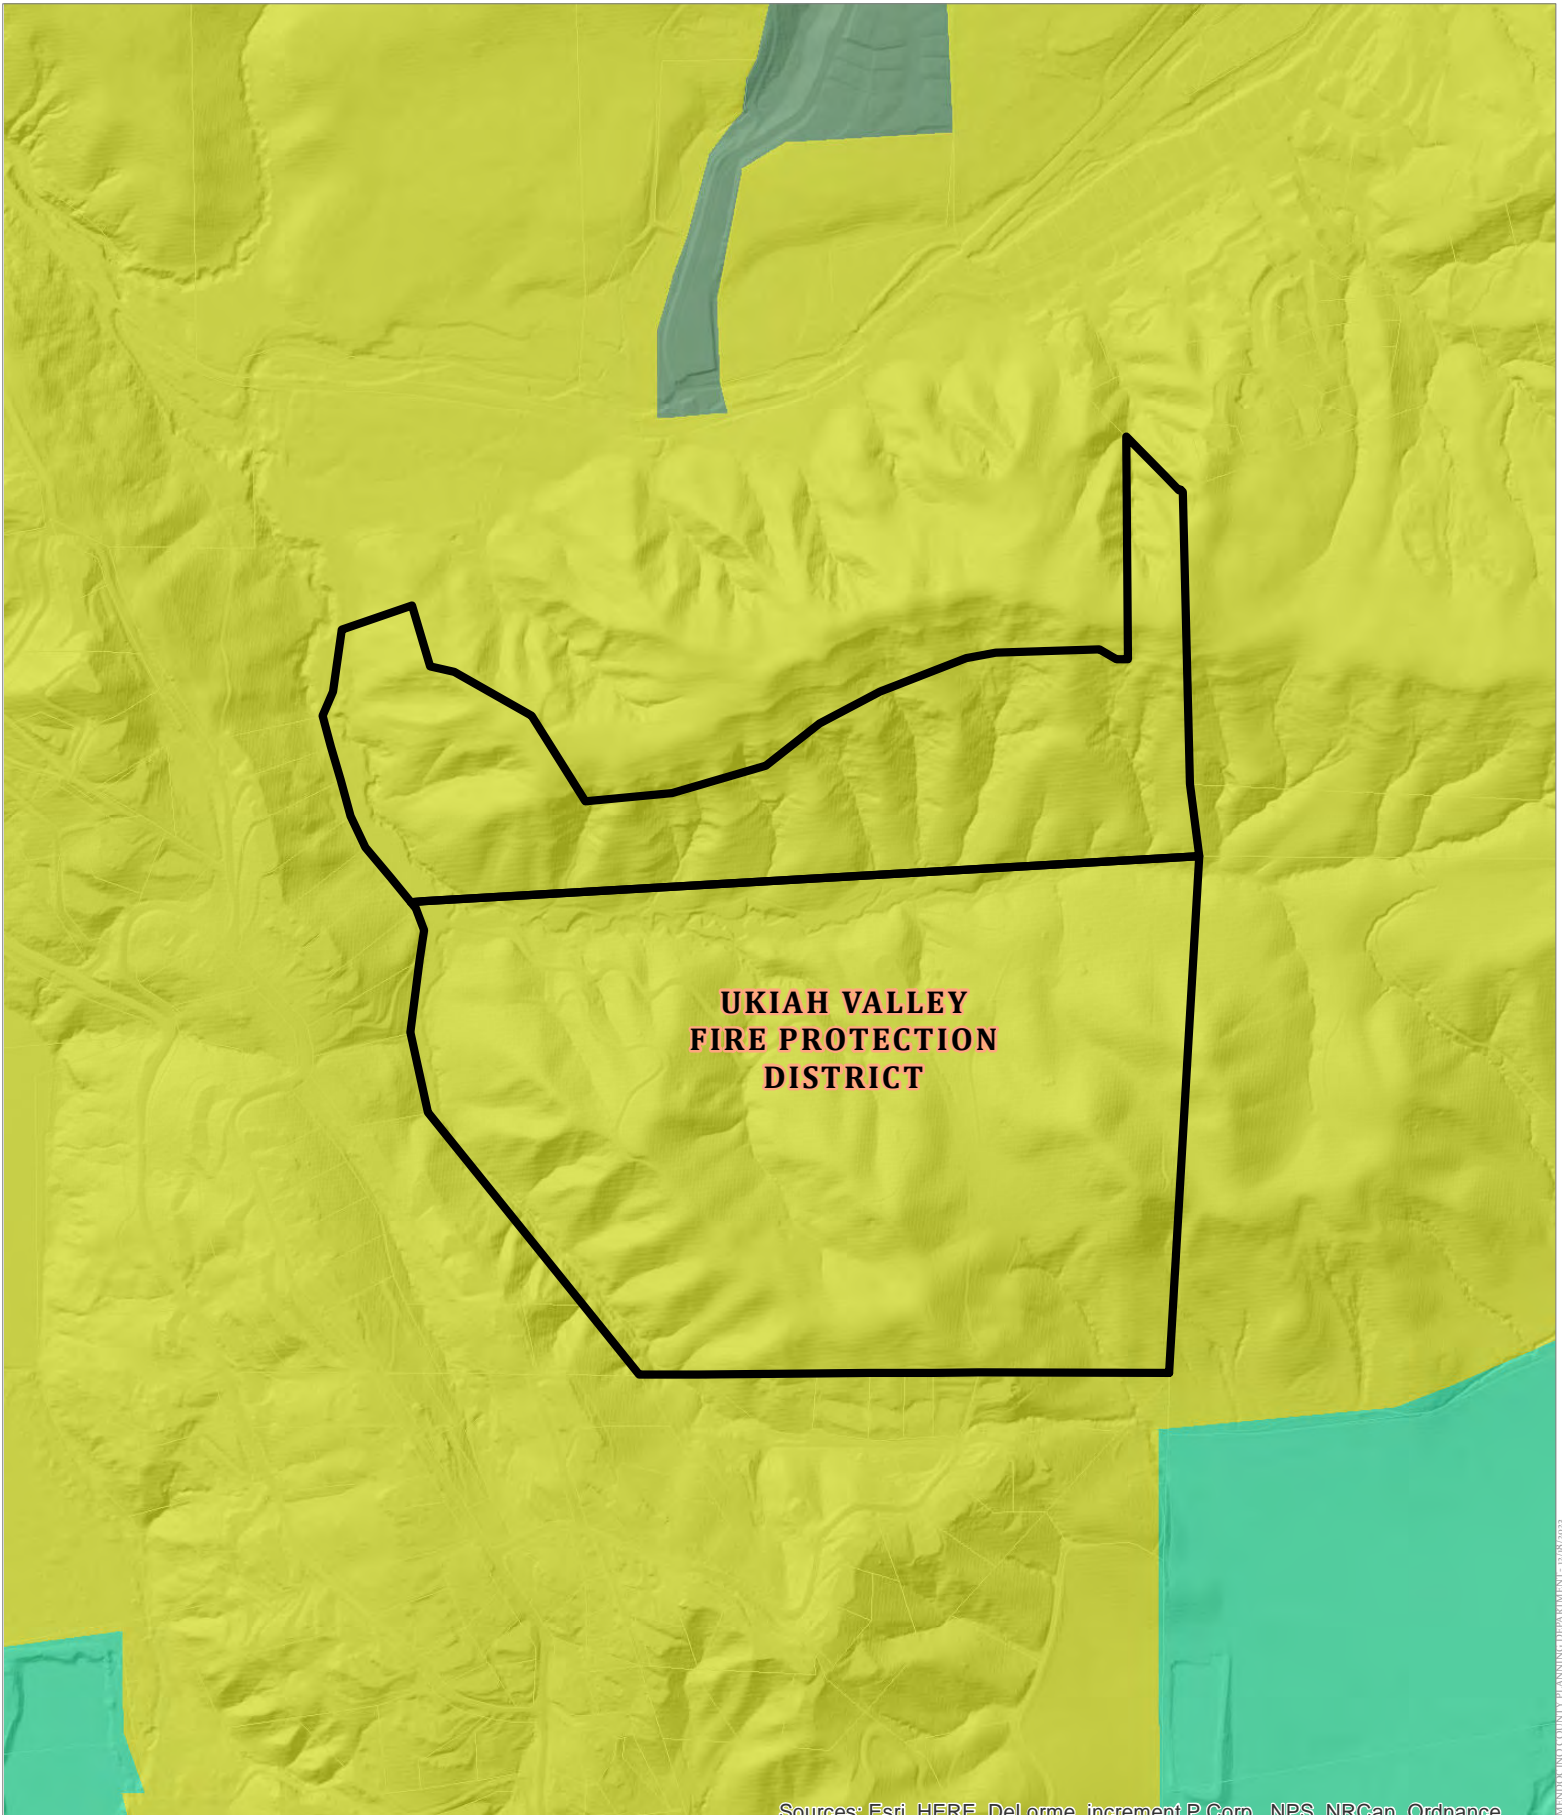 UKIAH VALLEY
FIRE PROTECTION
DISTRICT
Sources: Esri, HERE, DeLorme, increment P Corp., NPS, NRCan, Ordnance